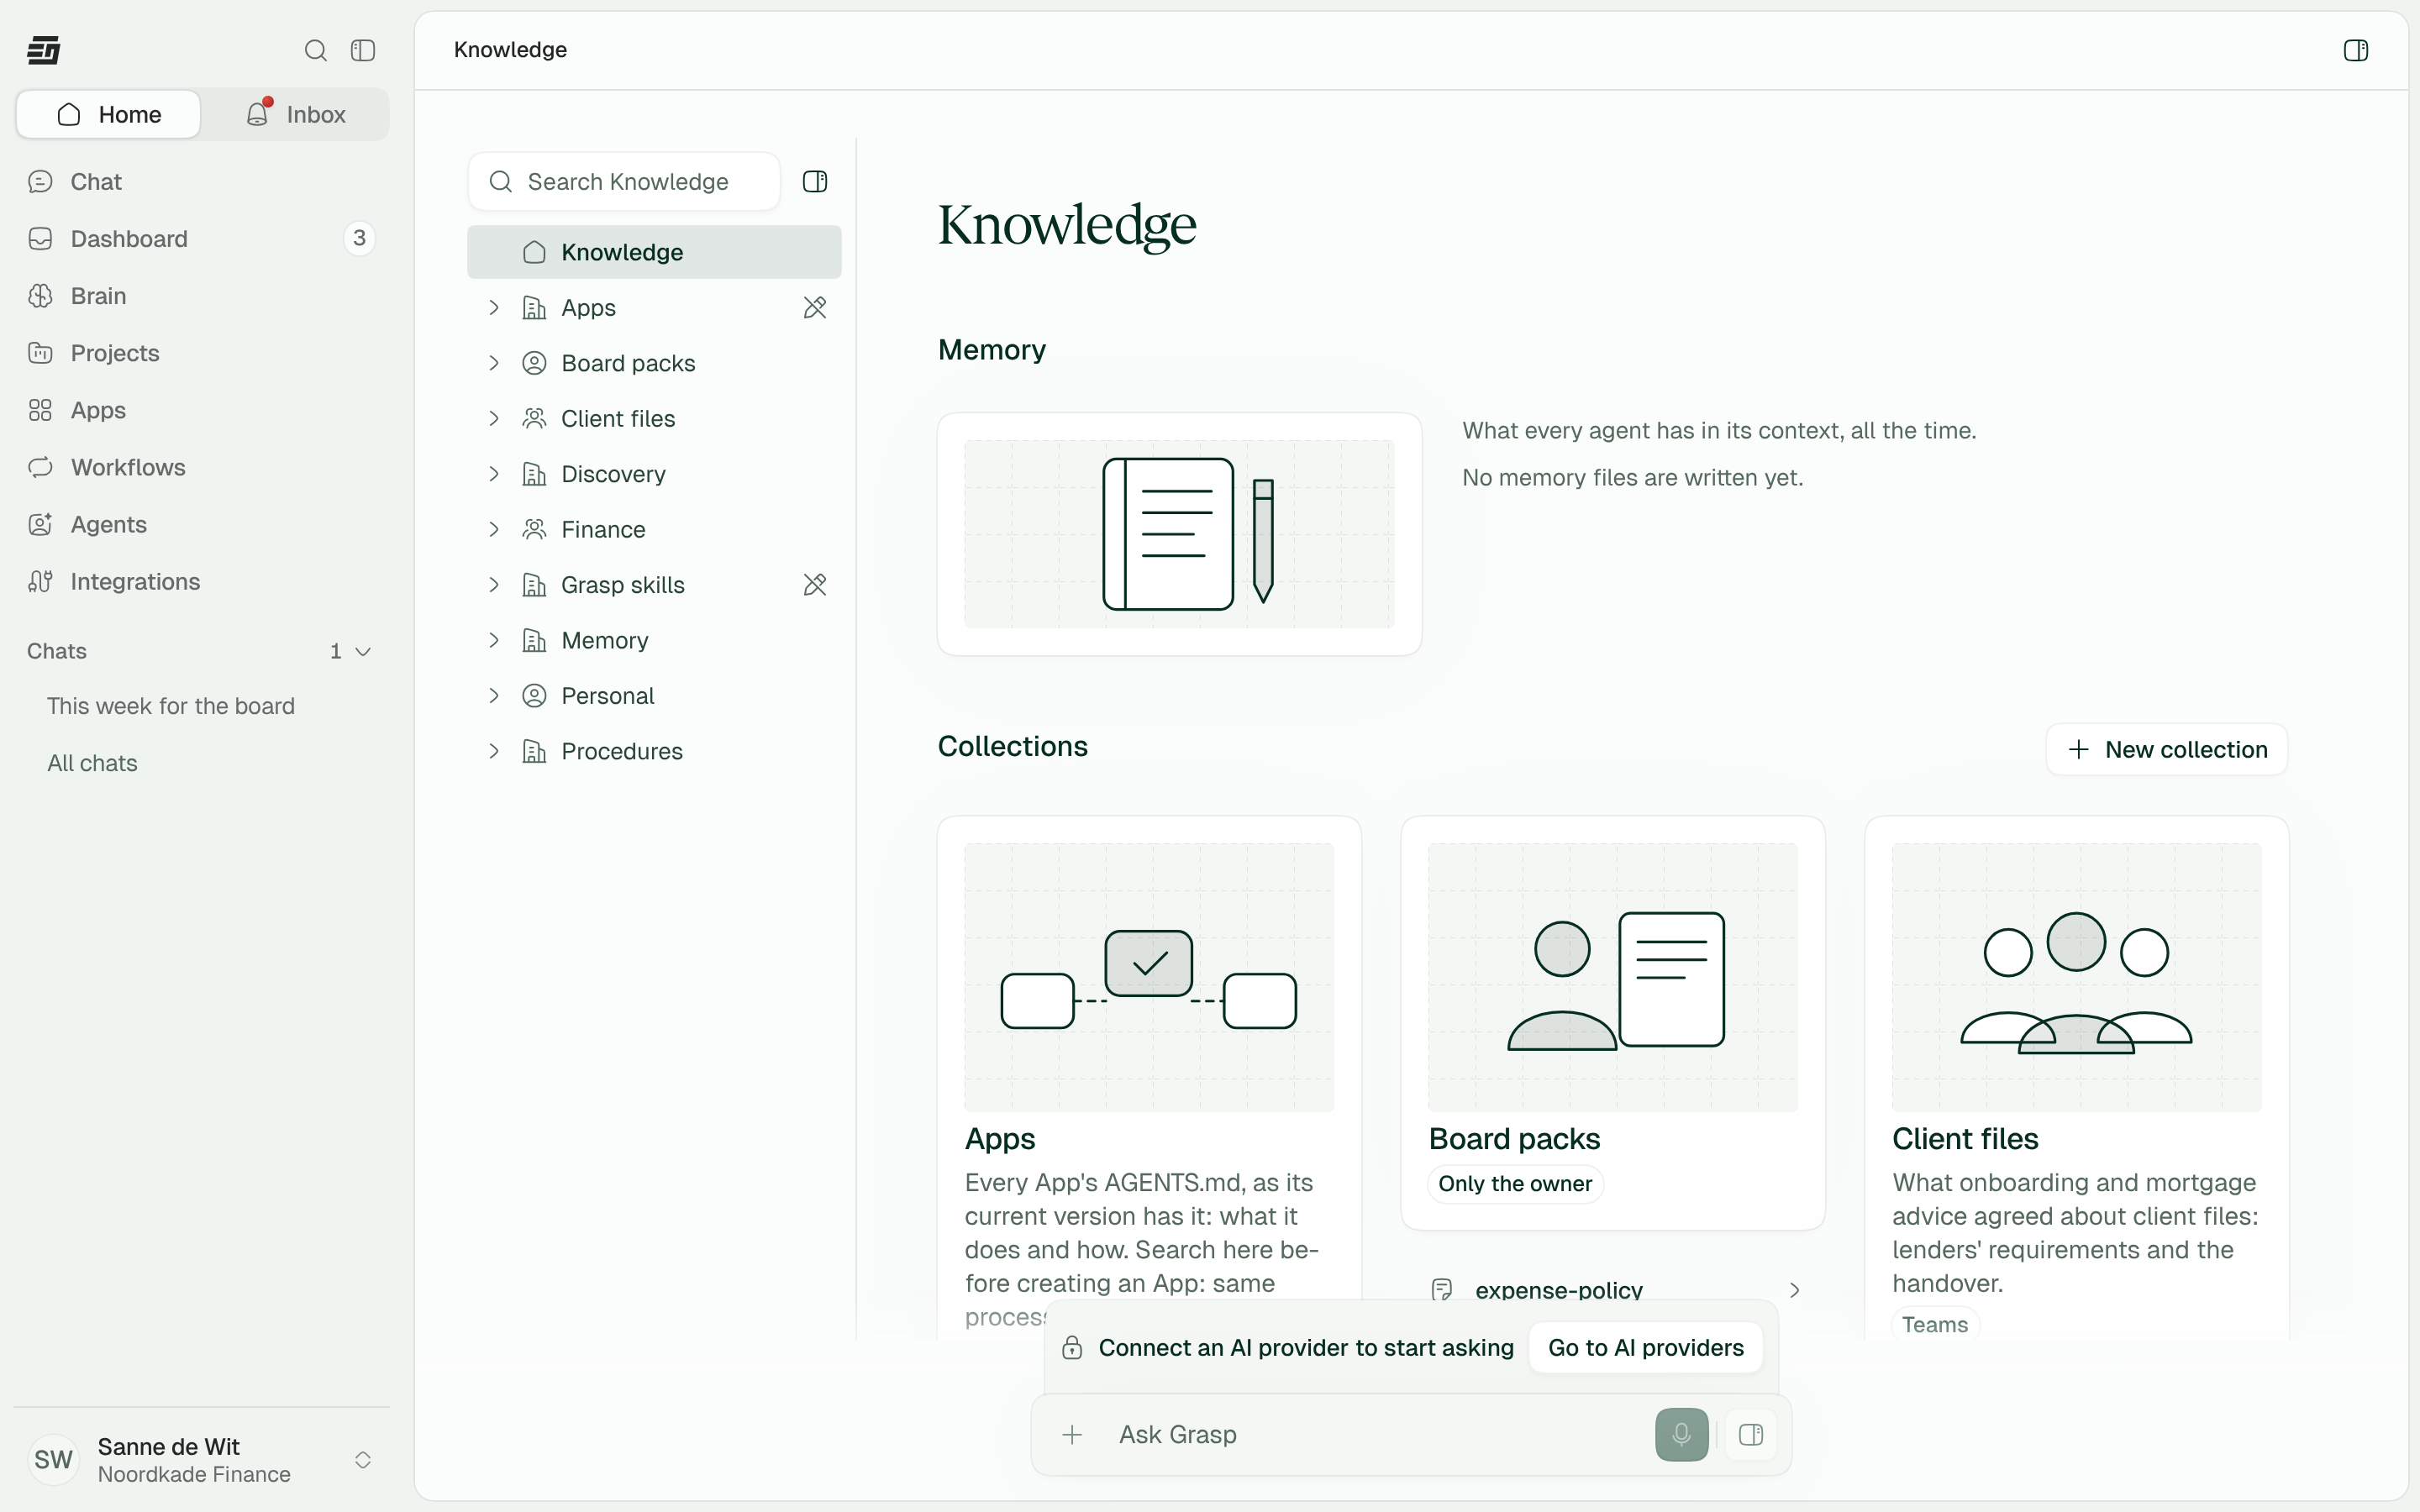 Knowledge
Home
Inbox
Chat
Dashboard
3
Brain
Projects
Apps
Workflows
Agents
Integrations
Chats
1
This week for the board
All chats
SW
Sanne de Wit
Noordkade Finance
Search Knowledge
Knowledge
Apps
Board packs
Client files
Discovery
Finance
Grasp skills
Memory
Personal
Procedures
Knowledge
Memory
What every agent has in its context, all the time.
No memory files are written yet.
Collections
New collection
Apps
Every App's AGENTS.md, as its
current version has it: what it
does and how. Search here be-
fore creating an App: same
Board packs
Only the owner
expense-policy
Client files
What onboarding and mortgage
advice agreed about client files:
lenders' requirements and the
handover.
Teams
Connect an AI provider to start asking
Go to AI providers
Ask Grasp